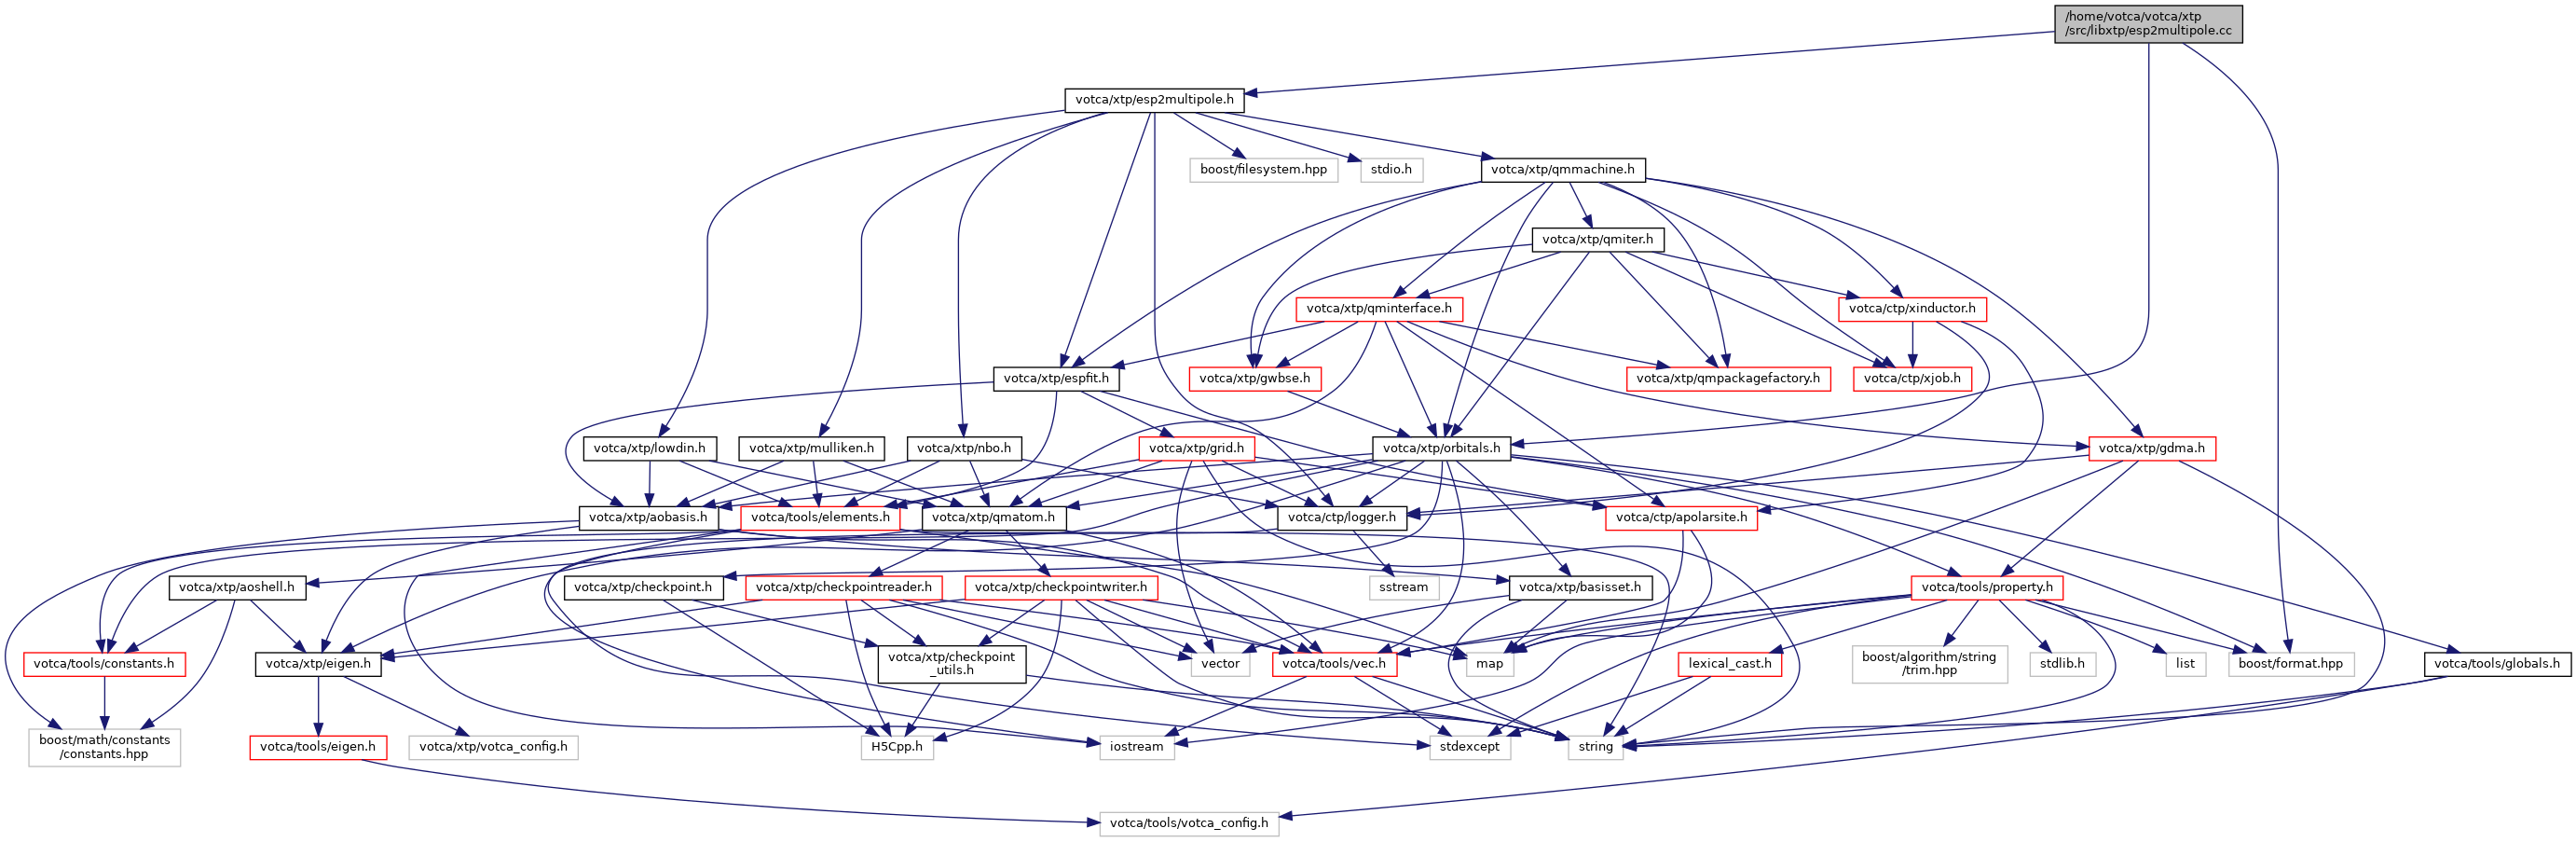 /home/votca/votca/xtp
/src/libxtp/esp2multipole.cc
votca/xtp/esp2multipole.h
boost/filesystem.hpp
stdio.h
votca/xtp/qmmachine.h
votca/xtp/qmiter.h
votca/xtp/qminterface.h
votca/ctp/xinductor.h
votca/xtp/espfit.h
votca/xtp/gwbse.h
votca/xtp/qmpackagefactory.h
votca/ctp/xjob.h
votca/xtp/lowdin.h
votca/xtp/mulliken.h
votca/xtp/nbo.h
votca/xtp/grid.h
votca/xtp/orbitals.h
votca/xtp/gdma.h
votca/xtp/aobasis.h
votca/tools/elements.h
votca/xtp/qmatom.h
votca/ctp/logger.h
votca/ctp/apolarsite.h
votca/xtp/aoshell.h
votca/xtp/checkpoint.h
votca/xtp/checkpointreader.h
votca/xtp/checkpointwriter.h
sstream
votca/xtp/basisset.h
votca/tools/property.h
votca/tools/constants.h
votca/xtp/eigen.h
votca/xtp/checkpoint
_utils.h
vector
votca/tools/vec.h
map
lexical_cast.h
boost/algorithm/string
/trim.hpp
stdlib.h
list
boost/format.hpp
votca/tools/globals.h
boost/math/constants
/constants.hpp
votca/tools/eigen.h
votca/xtp/votca_config.h
H5Cpp.h
iostream
stdexcept
string
votca/tools/votca_config.h